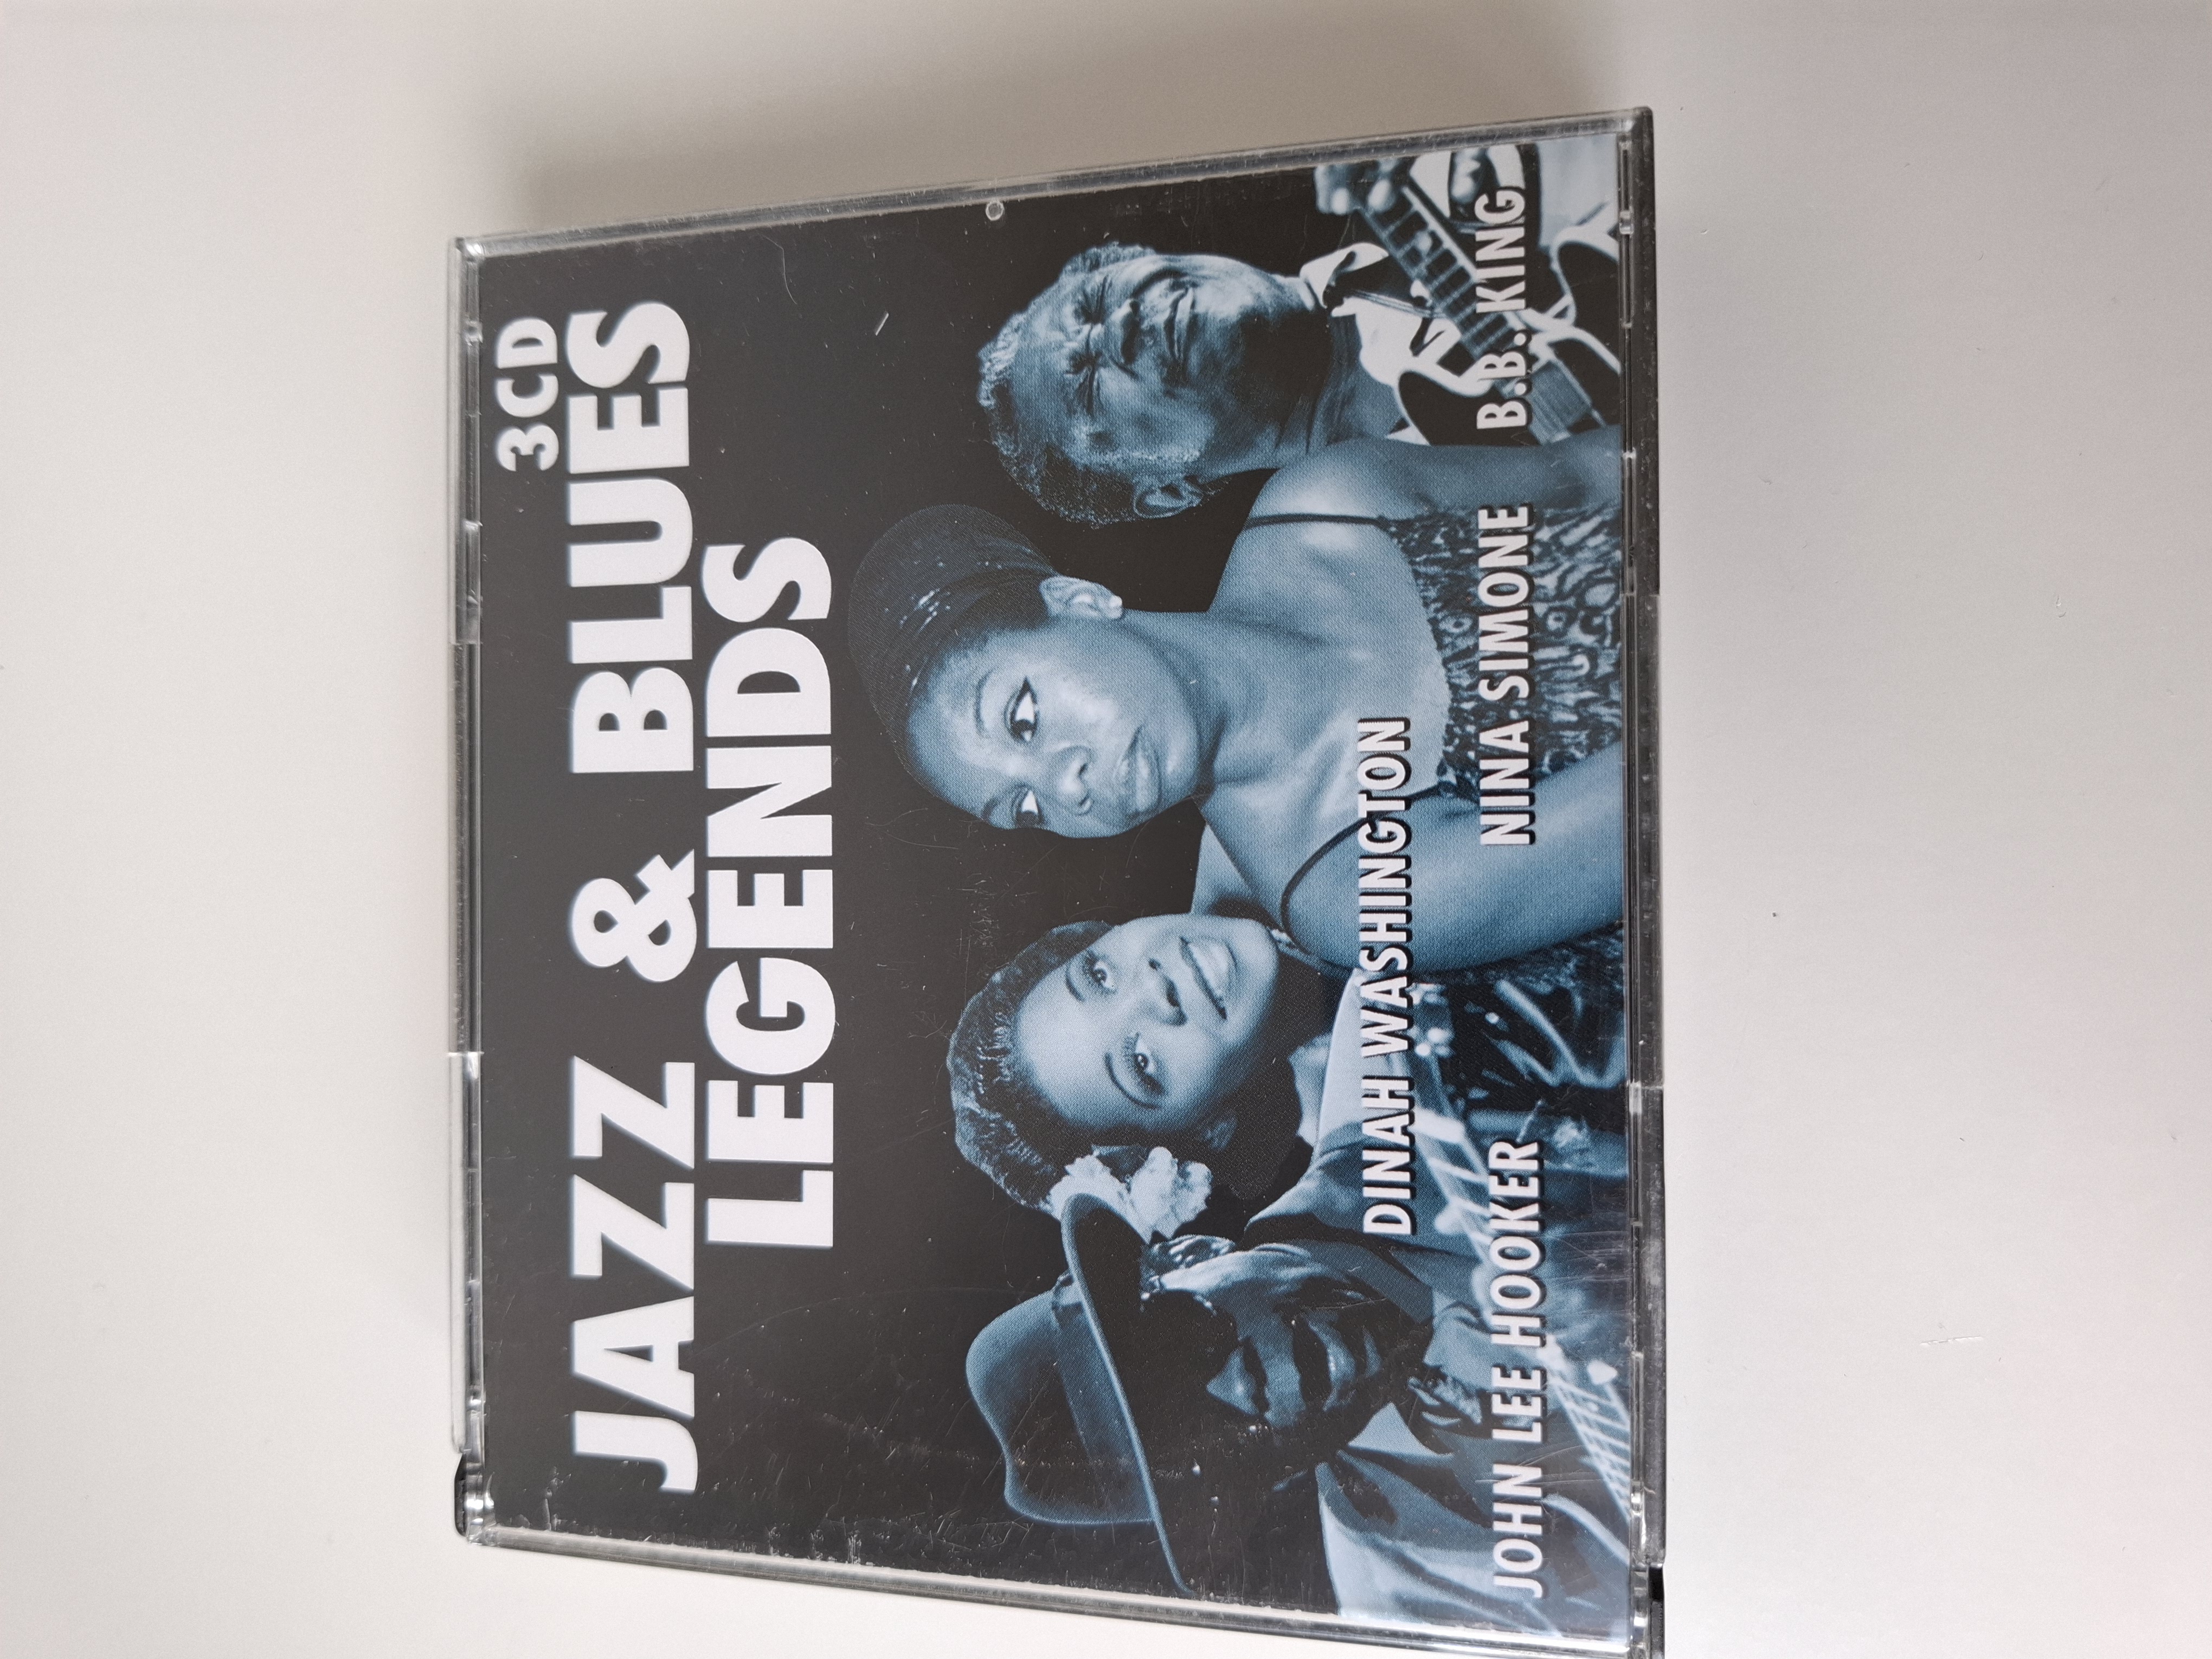 3CD
JAZZ & BLUES
LEGENDS
DINAH WASHINGTON
JOHN LEE HOOKER
NINA SIMONE
B.B. KING